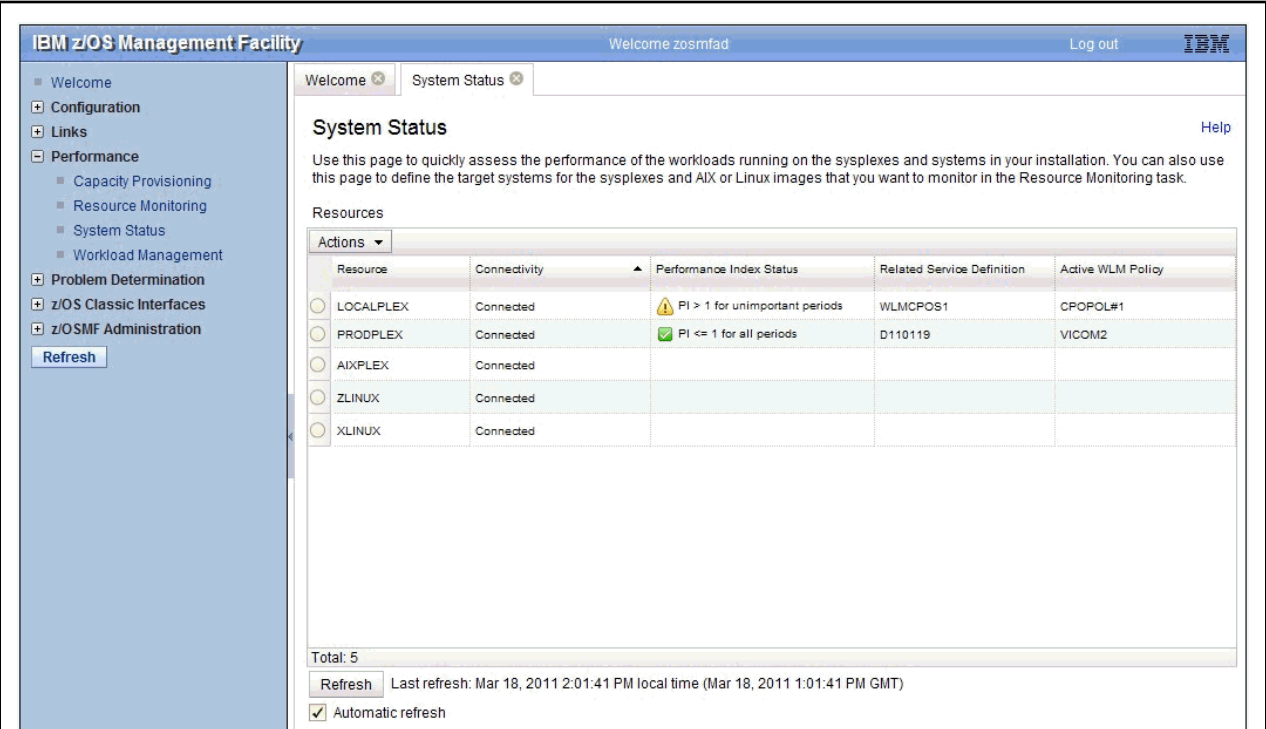 IBM z/OS Management Facility
Welcome zosmfad
Log out
IBM
Welcome
Configuration
Links
Performance
Capacity Provisioning
Resource Monitoring
System Status
Workload Management
Problem Determination
z/OS Classic Interfaces
z/OSMF Administration
Refresh
Welcome
System Status
System Status
Help
Use this page to quickly assess the performance of the workloads running on the sysplexes and systems in your installation. You can also use
this page to define the target systems for the sysplexes and AIX or Linux images that you want to monitor in the Resource Monitoring task.
Resources
Actions
Resource Connectivity Performance Index Status Related Service Definition Active WLM Policy
LOCALPLEX Connected PI > 1 for unimportant periods WLMCPOS1 CPOPOL#1
PRODPLEX Connected PI <= 1 for all periods D110119 VICOM2
AIXPLEX Connected
ZLINUX Connected
XLINUX Connected
Total: 5
Refresh Last refresh: Mar 18, 2011 2:01:41 PM local time (Mar 18, 2011 1:01:41 PM GMT)
Automatic refresh